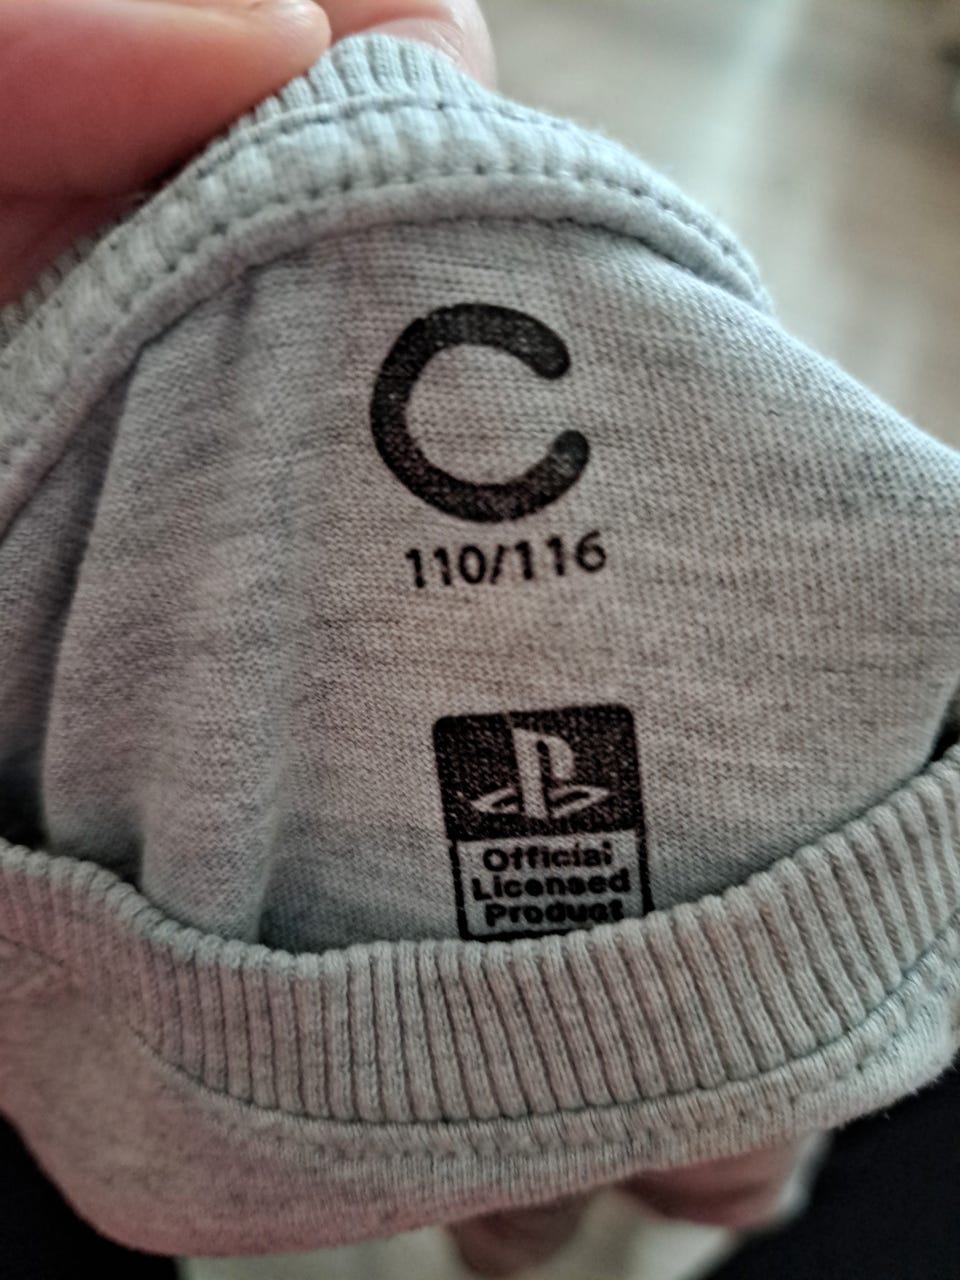 C
110/116
Official
Licensed
Product